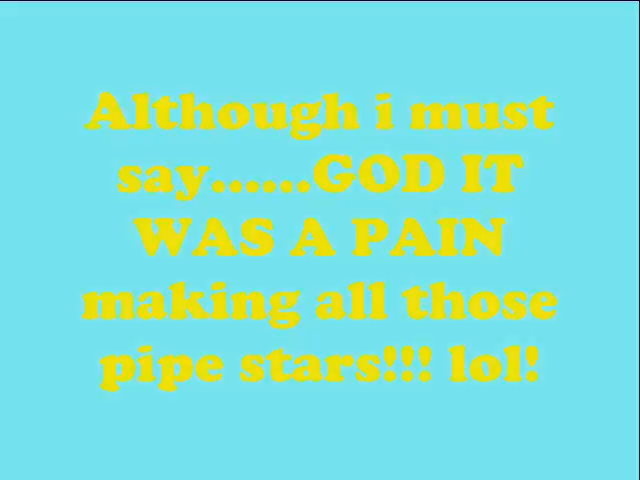 Although i must
say......GOD IT
WAS A PAIN
making all those
pipe stars!!! lol!